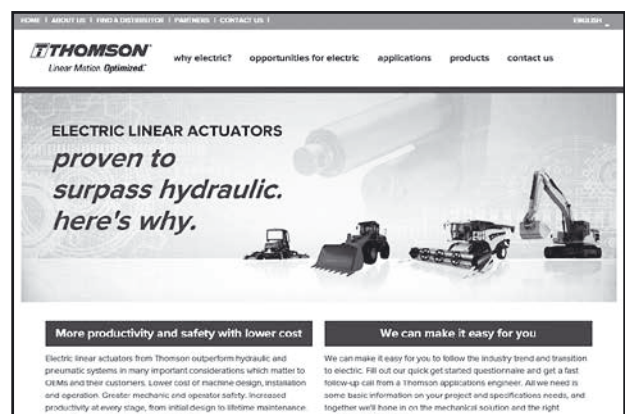 HOME | ABOUT US | FIND A DISTRIBUTOR | PARTNERS | CONTACT US |
ENGLISH
THOMSON
Linear Motion. Optimized.™
why electric? opportunities for electric applications products contact us
ELECTRIC LINEAR ACTUATORS
proven to
surpass hydraulic.
here's why.
More productivity and safety with lower cost
Electric linear actuators from Thomson outperform hydraulic and
pneumatic systems in many important considerations which matter to
OEMs and their customers. Lower cost of machine design, installation
and operation. Greater mechanic and operator safety. Increased
productivity at every stage, from initial design to lifetime maintenance.
We can make it easy for you
We can make it easy for you to follow the industry trend and transition
to electric. Fill out our quick get started questionnaire and get a fast
follow-up call from a Thomson applications engineer. All we need is
some basic information on your project and specifications needs, and
together we'll hone in on the mechanical solution and the right